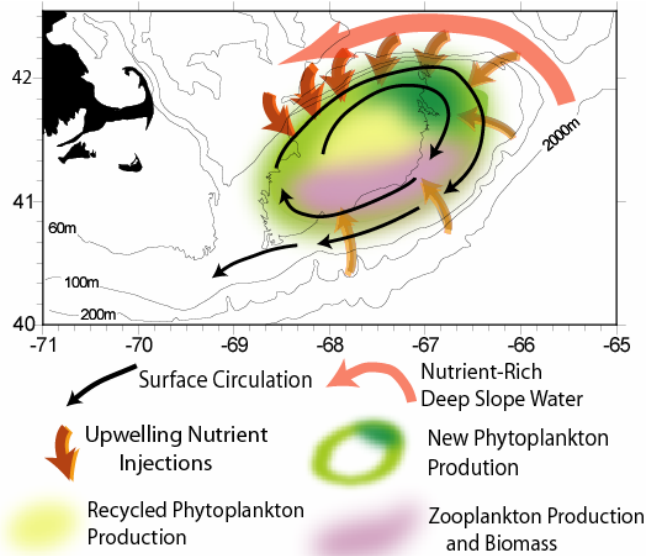 42
41
40
2000m
60m
100m
200m
-71 -70 -69 -68 -67 -66 -65
Surface Circulation
Nutrient-Rich
Deep Slope Water
Upwelling Nutrient
Injections
New Phytoplankton
Prodution
Recycled Phytoplankton
Production
Zooplankton Production
and Biomass